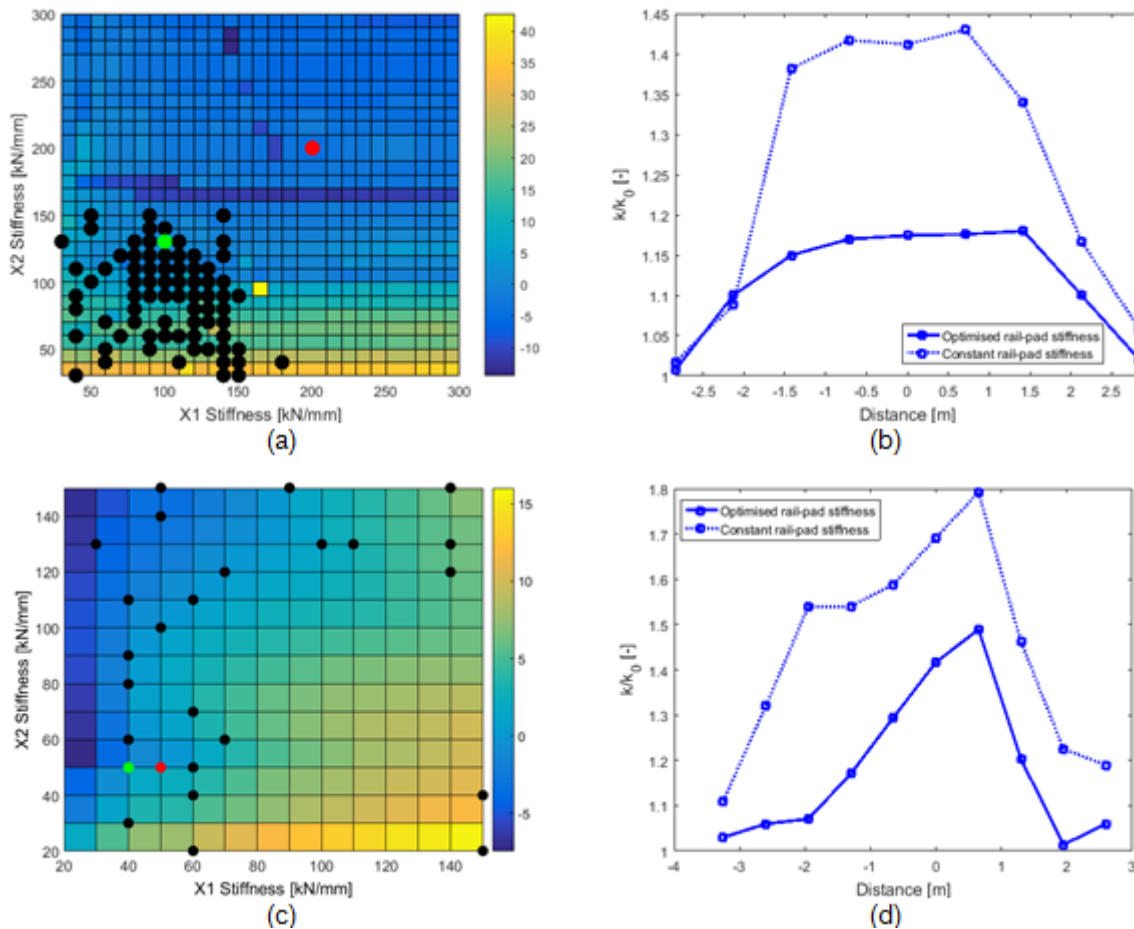 300
250
200
150
100
50
X2 Stiffness [kN/mm]
50 100 150 200 250 300
X1 Stiffness [kN/mm]
40
35
30
25
20
15
10
5
0
-5
-10
(a)
1.45
1.4
1.35
1.3
1.25
1.2
1.15
1.1
1.05
1
k/k0 [-]
Optimised rail-pad stiffness
Constant rail-pad stiffness
-2.5 -2 -1.5 -1 -0.5 0 0.5 1 1.5 2 2.5
Distance [m]
(b)
140
120
100
80
60
40
20
X2 Stiffness [kN/mm]
20 40 60 80 100 120 140
X1 Stiffness [kN/mm]
15
10
5
0
-5
(c)
1.8
1.7
1.6
1.5
1.4
1.3
1.2
1.1
1
k/k0 [-]
Optimised rail-pad stiffness
Constant rail-pad stiffness
-4 -3 -2 -1 0 1 2 3
Distance [m]
(d)